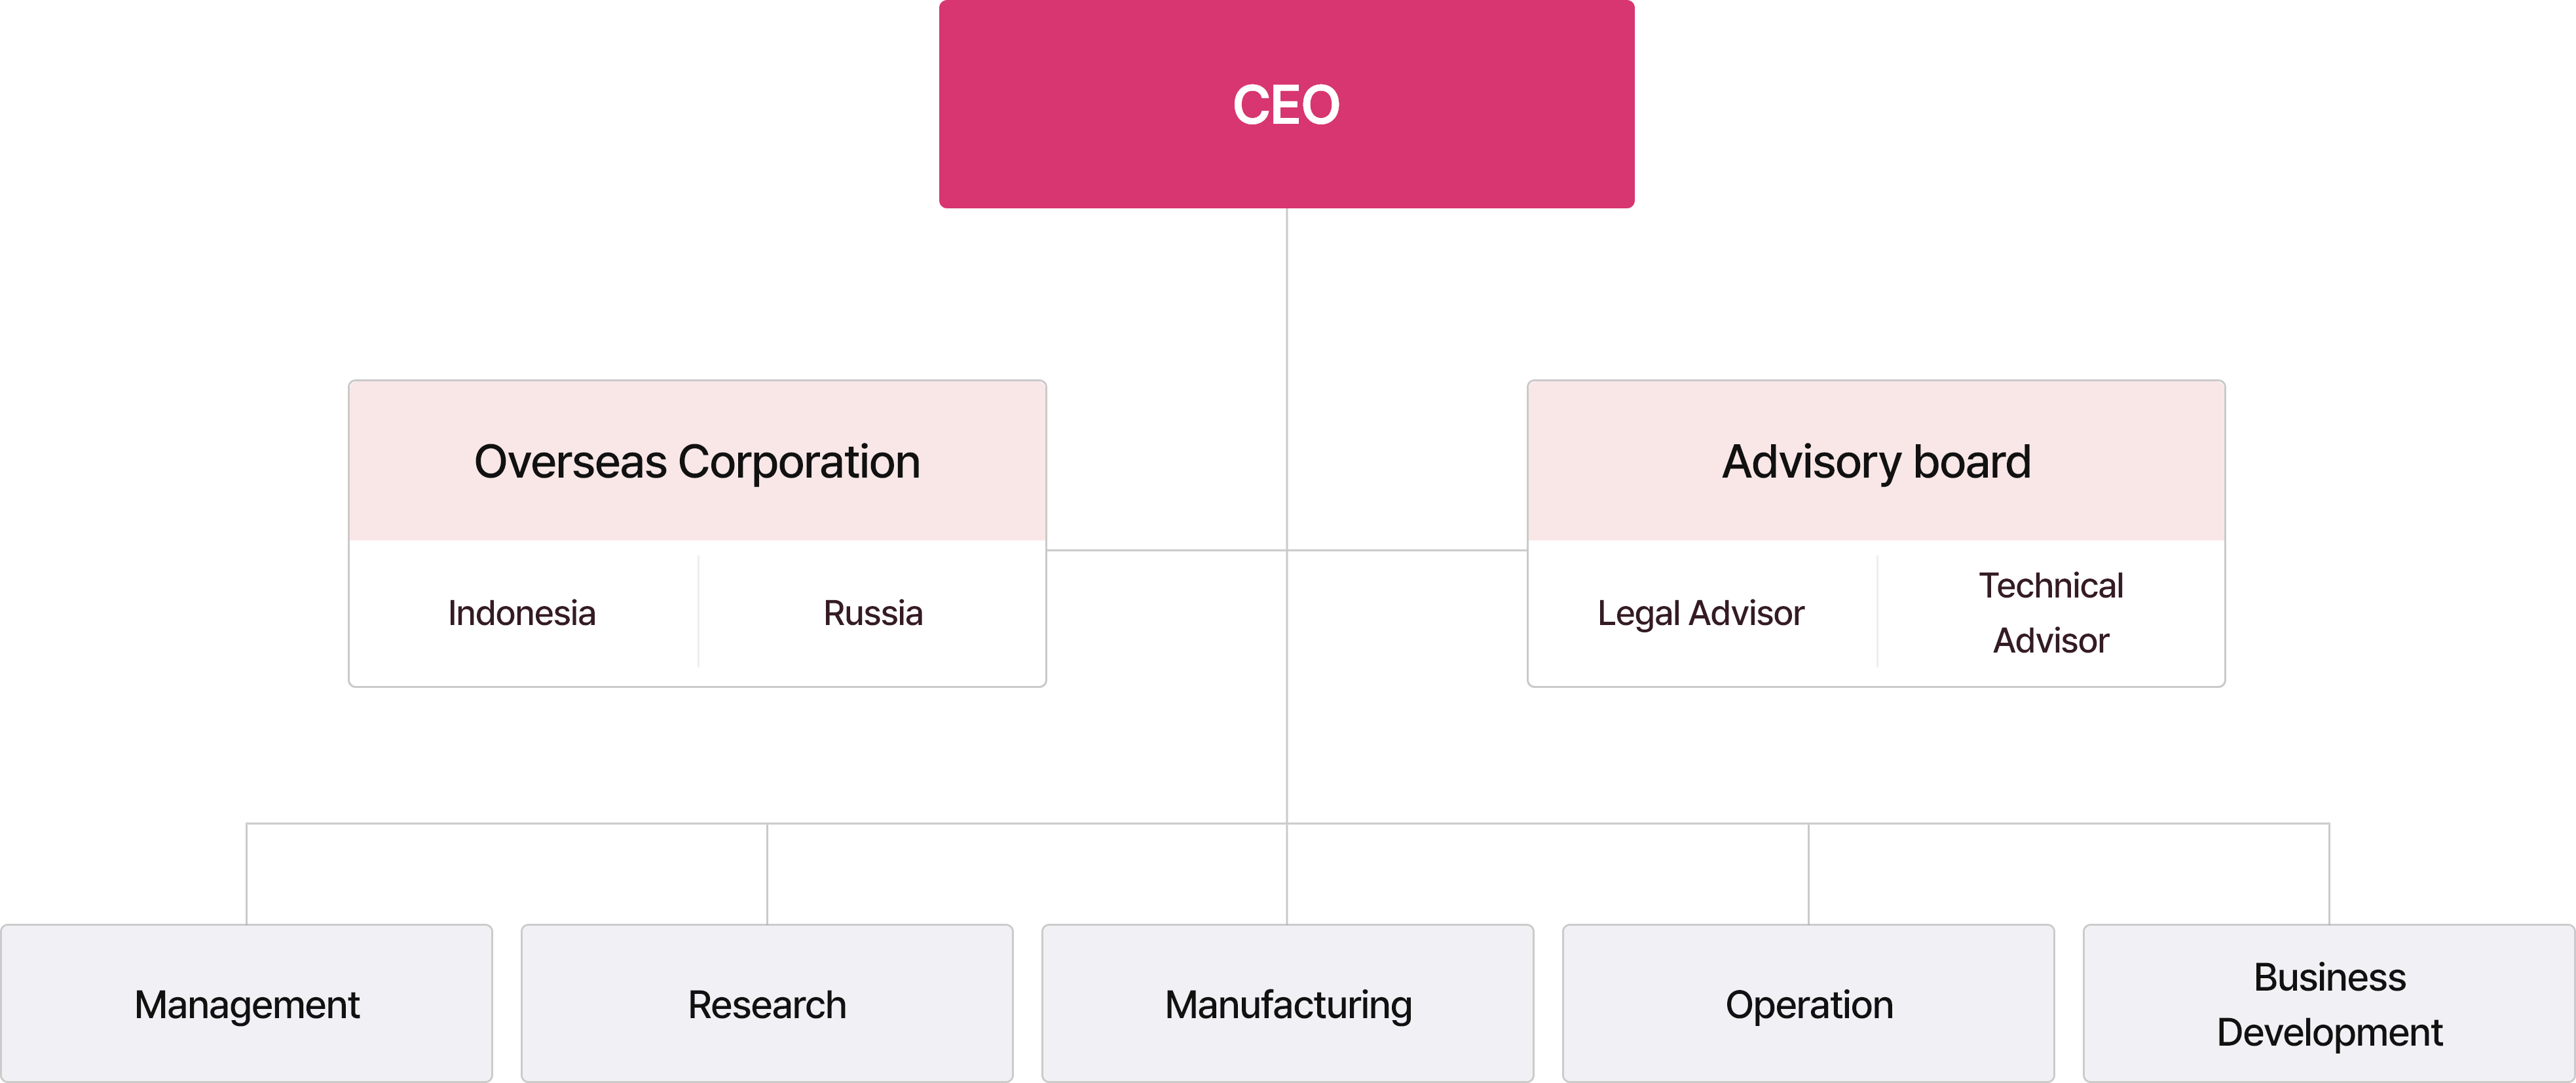 CEO
Overseas Corporation
Indonesia
Russia
Advisory board
Legal Advisor
Technical
Advisor
Management
Research
Manufacturing
Operation
Business
Development